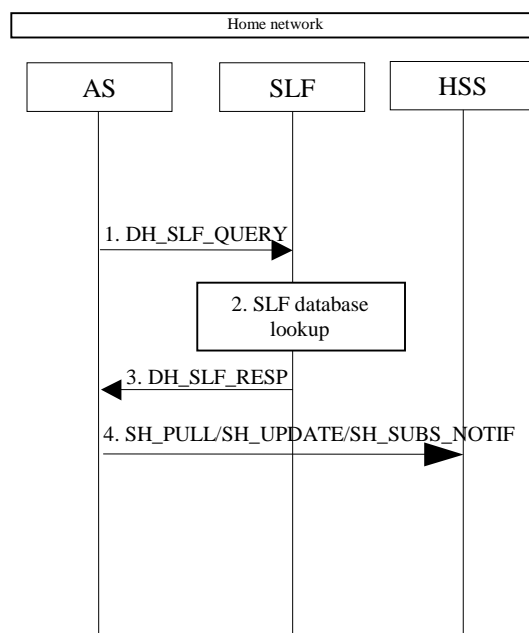 Home network
AS
SLF
HSS
1. DH_SLF_QUERY
2. SLF database
lookup
3. DH_SLF_RESP
4. SH_PULL/SH_UPDATE/SH_SUBS_NOTIF